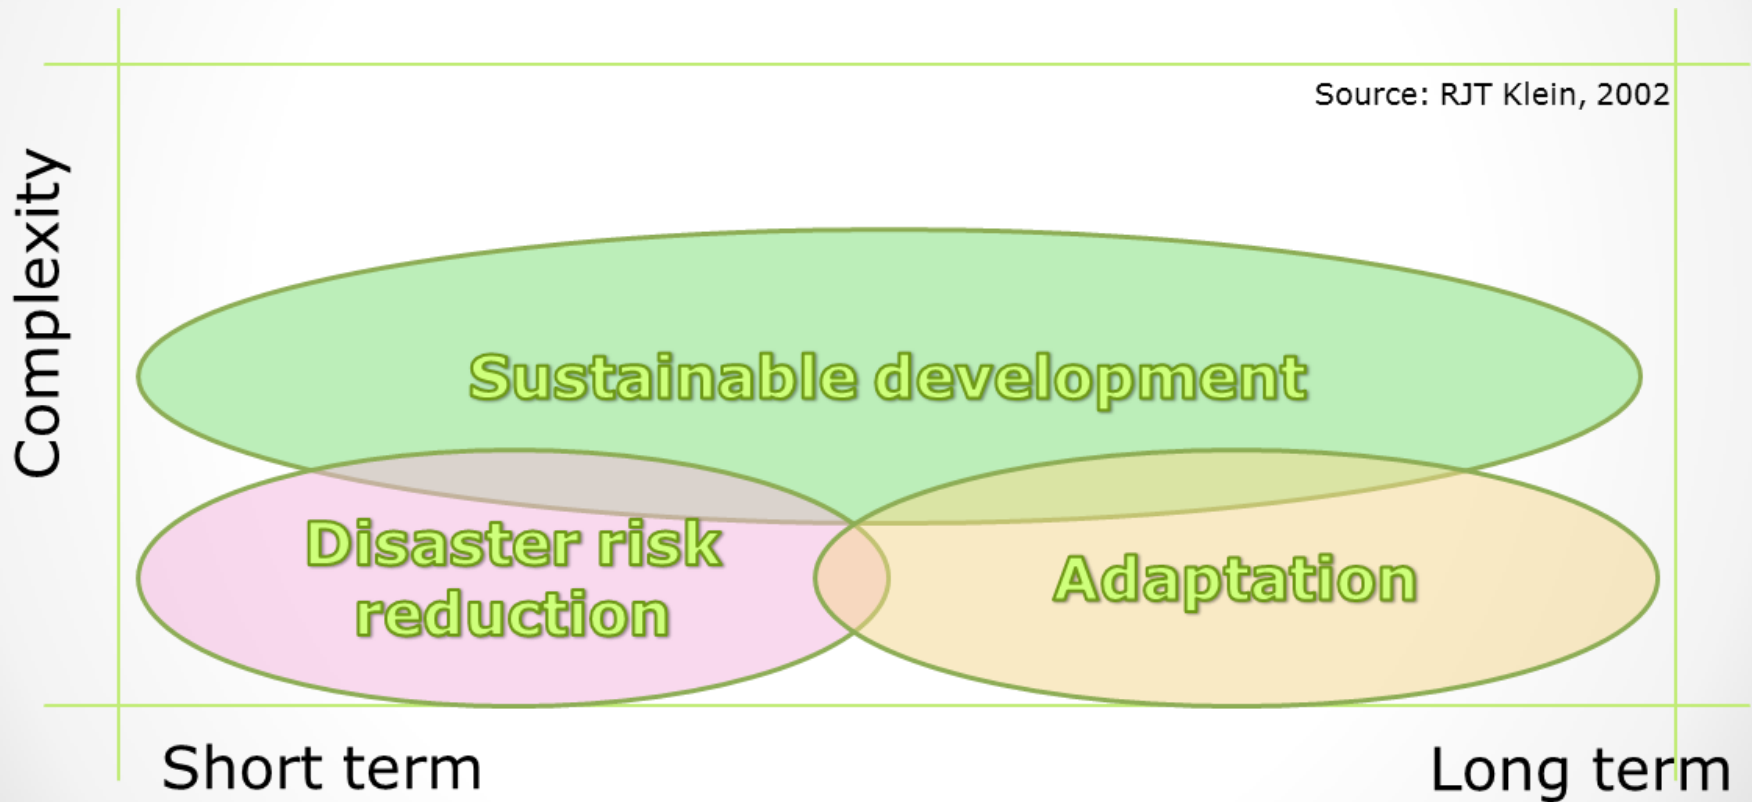 Source: RJT Klein, 2002
Complexity
Sustainable development
Disaster risk
reduction
Adaptation
Short term
Long term